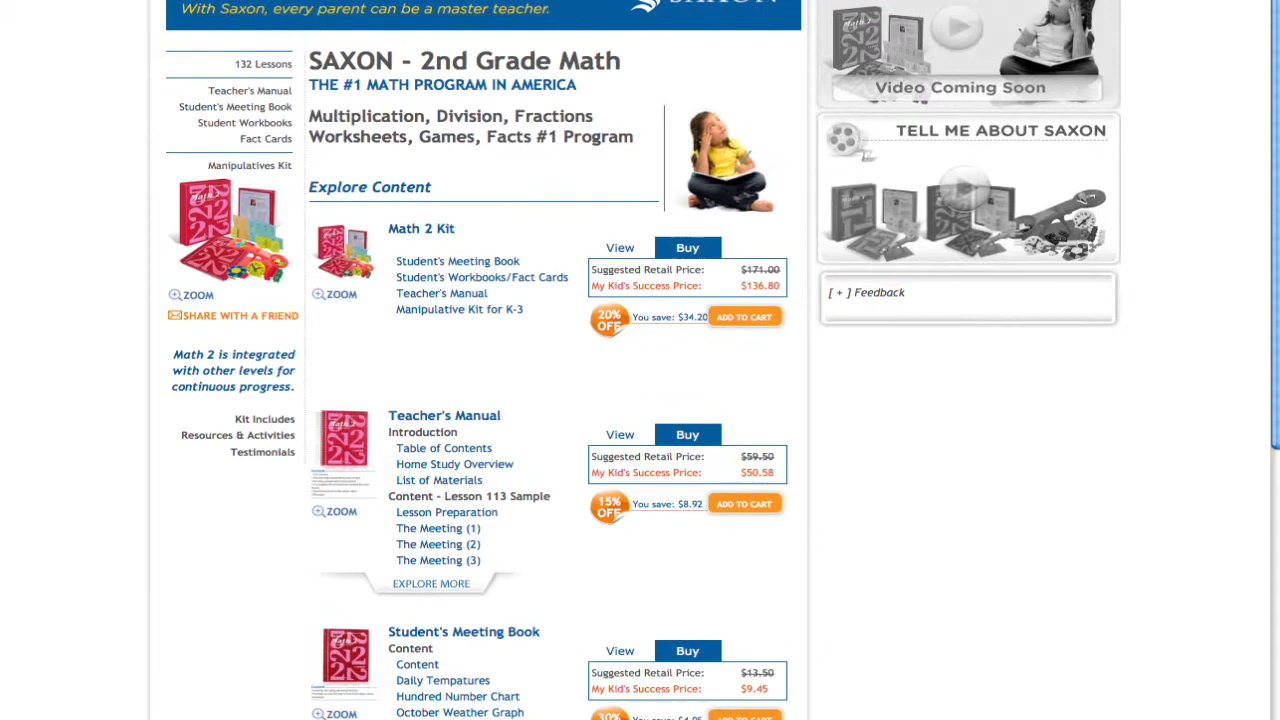 With Saxon, every parent can be a master teacher.
SAXON
132 Lessons
Teacher's Manual
Student's Meeting Book
Student Workbooks
Fact Cards
Manipulatives Kit
ZOOM
SHARE WITH A FRIEND
Math 2 is integrated
with other levels for
continuous progress.
Kit Includes
Resources & Activities
Testimonials
SAXON - 2nd Grade Math
THE #1 MATH PROGRAM IN AMERICA
Multiplication, Division, Fractions
Worksheets, Games, Facts #1 Program
Explore Content
Math 2 Kit
Student's Meeting Book
Student's Workbooks/Fact Cards
Teacher's Manual
Manipulative Kit for K-3
ZOOM
View Buy
Suggested Retail Price: $171.00
My Kid's Success Price: $136.80
20% OFF You save: $34.20 ADD TO CART
Teacher's Manual
Introduction
Table of Contents
Home Study Overview
List of Materials
Content - Lesson 113 Sample
Lesson Preparation
The Meeting (1)
The Meeting (2)
The Meeting (3)
EXPLORE MORE
ZOOM
View Buy
Suggested Retail Price: $59.50
My Kid's Success Price: $50.58
15% OFF You save: $8.92 ADD TO CART
Student's Meeting Book
Content
Content
Daily Tempatures
Hundred Number Chart
October Weather Graph
ZOOM
View Buy
Suggested Retail Price: $13.50
My Kid's Success Price: $9.45
30% You save: $4.05 ADD TO CART
Video Coming Soon
TELL ME ABOUT SAXON
[ + ] Feedback